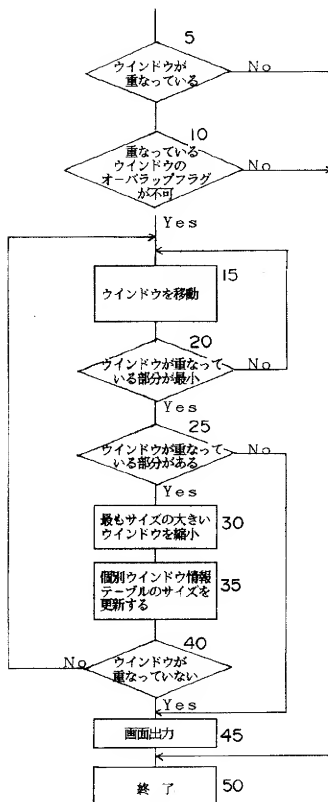 5
ウインドウが
重なっている
No
10
重なっている
ウインドウの
オーバラップフラグ
が不可
No
Yes
15
ウインドウを移動
20
ウインドウが重なって
いる部分が最小
No
Yes
25
ウインドウが重なって
いる部分がある
No
Yes
最もサイズの大きい
ウインドウを縮小
30
個別ウインドウ情報
テーブルのサイズを
更新する
35
40
ウインドウが
重なっていない
No
Yes
画面出力
45
終了
50